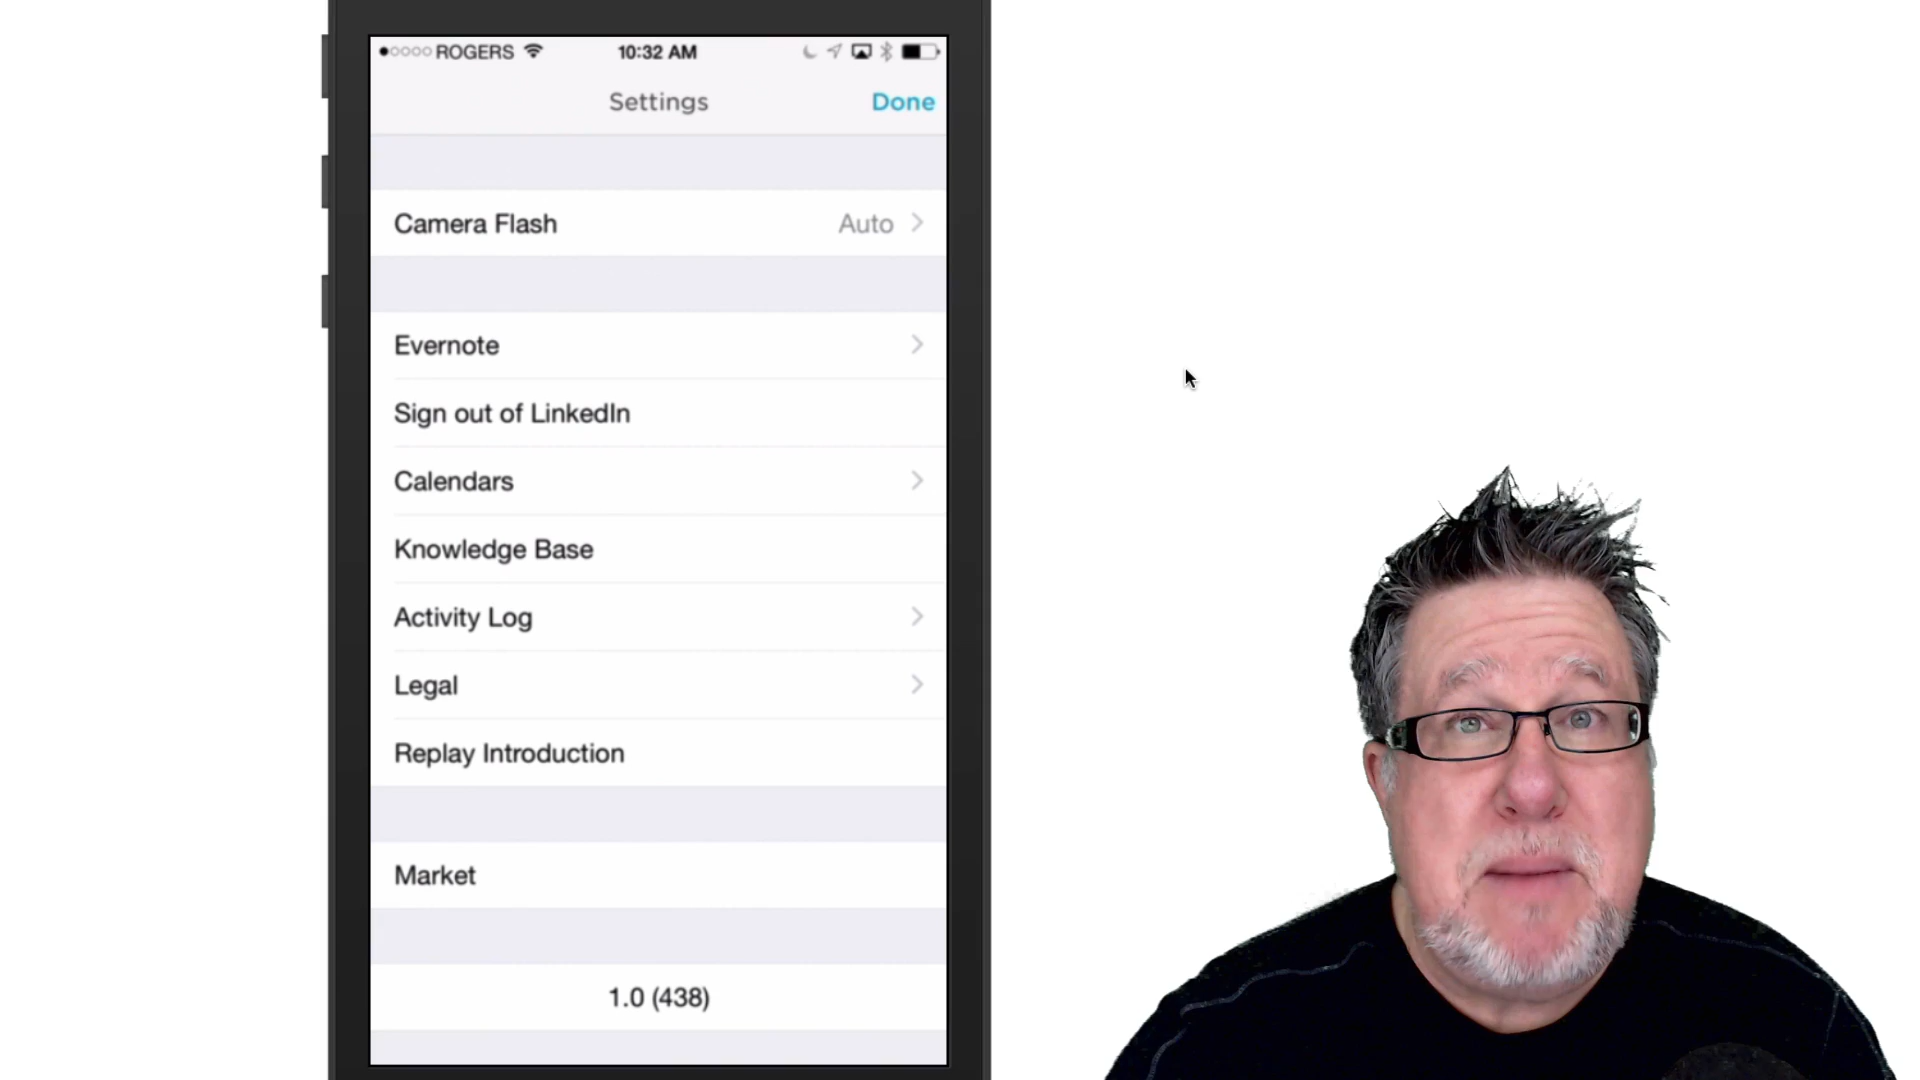 ROGERS 10:32 AM
Settings Done
Camera Flash Auto
Evernote
Sign out of LinkedIn
Calendars
Knowledge Base
Activity Log
Legal
Replay Introduction
Market
1.0 (438)